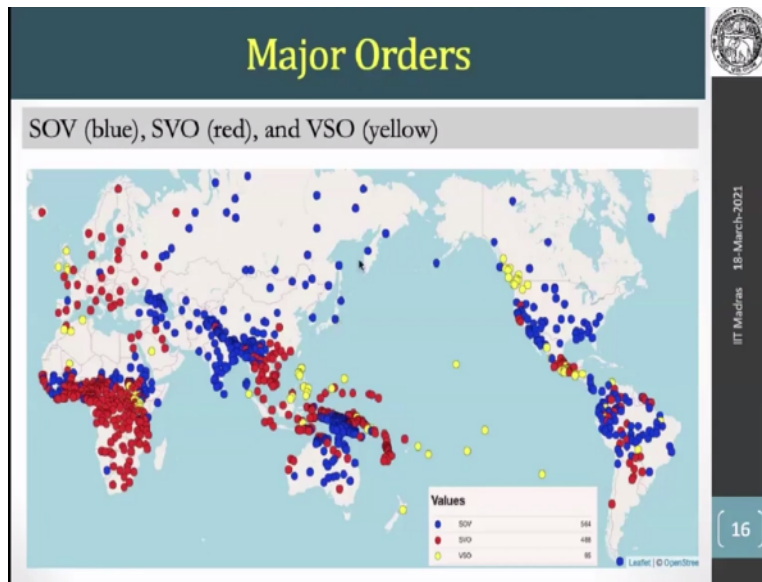 Major Orders
SOV (blue), SVO (red), and VSO (yellow)
Values
SOV 564
SVO 488
VSO 95
Leaflet | © OpenStree
IIT Madras 18-March-2021
16